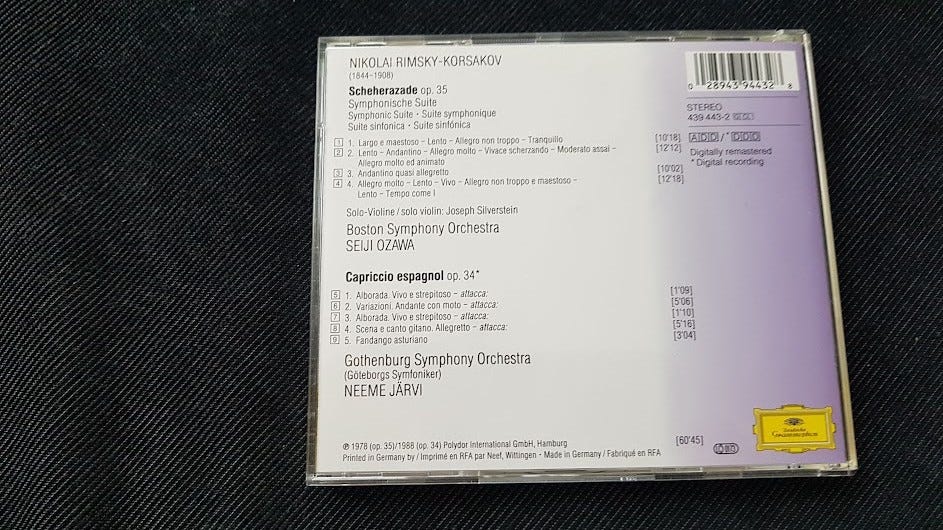 NIKOLAI RIMSKY-KORSAKOV
(1844-1908)
Scheherazade op. 35
Symphonische Suite
Symphonic Suite · Suite symphonique
Suite sinfonica · Suite sinfónica
1 1. Largo e maestoso – Lento – Allegro non troppo – Tranquillo [10'18]
2 2. Lento – Andantino – Allegro molto – Vivace scherzando – Moderato assai – [12'12]
Allegro molto ed animato
3 3. Andantino quasi allegretto [10'02]
4 4. Allegro molto – Lento – Vivo – Allegro non troppo e maestoso – [12'18]
Lento – Tempo come I
Solo-Violine / solo violin: Joseph Silverstein
Boston Symphony Orchestra
SEIJI OZAWA
Capriccio espagnol op. 34*
5 1. Alborada. Vivo e strepitoso – attacca: [1'09]
6 2. Variazioni. Andante con moto – attacca: [5'06]
7 3. Alborada. Vivo e strepitoso – attacca: [1'10]
8 4. Scena e canto gitano. Allegretto – attacca: [5'16]
9 5. Fandango asturiano [3'04]
Gothenburg Symphony Orchestra
(Göteborgs Symfoniker)
NEEME JÄRVI
℗ 1978 (op. 35)/1988 (op. 34) Polydor International GmbH, Hamburg [60'45]
Printed in Germany by / Imprimé en RFA par Neef, Wittingen · Made in Germany / Fabriqué en RFA
0 28943 94432 8
STEREO
439 443-2 GL GL
ADD / * DDD
Digitally remastered
* Digital recording
Deutsche
Grammophon